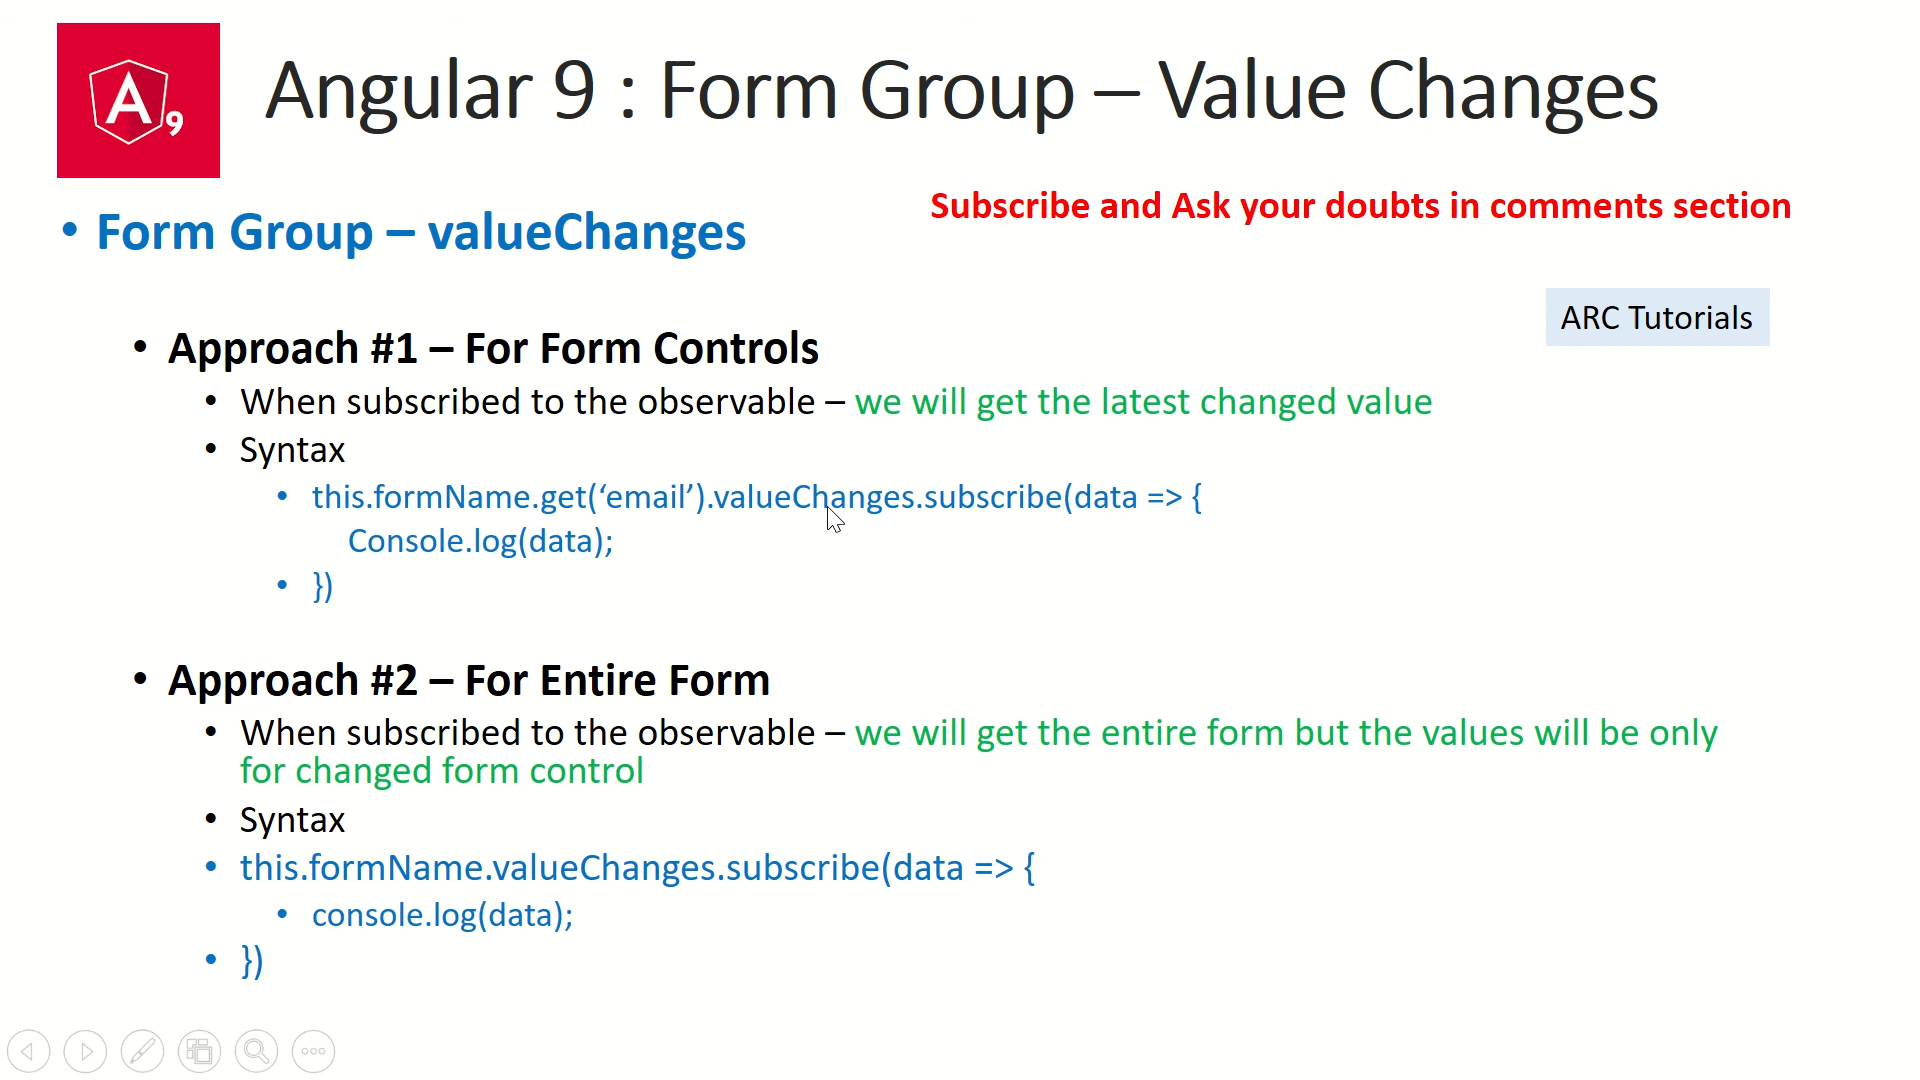 A9
Angular 9 : Form Group – Value Changes
Subscribe and Ask your doubts in comments section
• Form Group – valueChanges
ARC Tutorials
• Approach #1 – For Form Controls
• When subscribed to the observable – we will get the latest changed value
• Syntax
• this.formName.get(‘email’).valueChanges.subscribe(data => {
Console.log(data);
• })
• Approach #2 – For Entire Form
• When subscribed to the observable – we will get the entire form but the values will be only
for changed form control
• Syntax
• this.formName.valueChanges.subscribe(data => {
• console.log(data);
• })